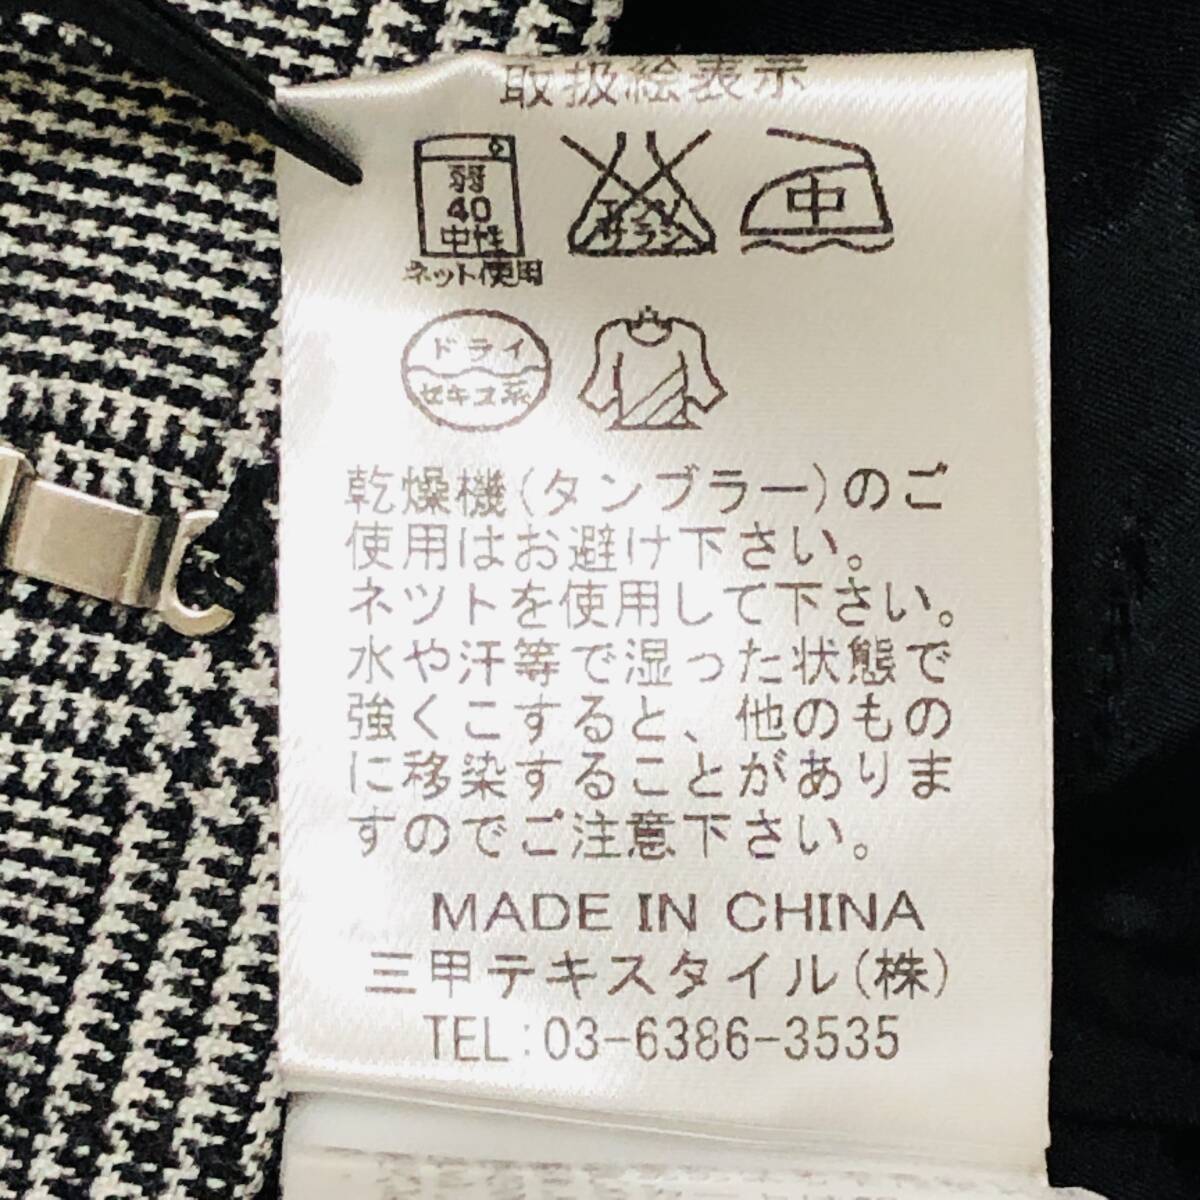 取扱絵表示
弱
40
中性
ネット使用
エンソ
サラシ
中
ドライ
セキユ系
乾燥機(タンブラー)のご
使用はお避け下さい。
ネツトを使用して下さい。
水や汗等で湿った状態で
強くこすると、他のもの
に移染することがありま
すのでご注意下さい。
MADE IN CHINA
三甲テキスタイル(株)
TEL:03-6386-3535